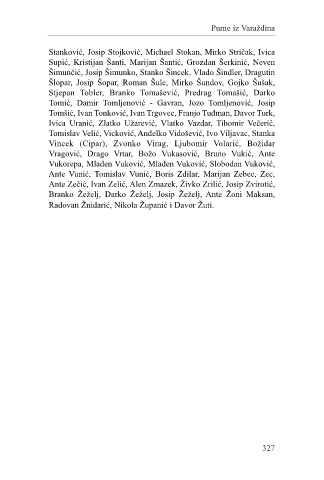 Pume iz Varaždina
Stanković, Josip Stojković, Michael Stokan, Mirko Stričak, Ivica
Supić, Kristijan Šanti, Marijan Šantić, Grozdan Šerkinić, Neven
Šimunčić, Josip Šimunko, Stanko Šincek, Vlado Šindler, Dragutin
Šlopar, Josip Šopar, Roman Šule, Mirko Šundov, Gojko Šušak,
Stjepan Tobler, Branko Tomašević, Predrag Tomašić, Darko
Tomić, Damir Tomljenović - Gavran, Jozo Tomljenović, Josip
Tomšić, Ivan Tonković, Ivan Trgovec, Franjo Tuđman, Davor Turk,
Ivica Uranić, Zlatko Užarević, Vlatko Vazdar, Tihomir Večerić,
Tomislav Velić, Vicković, Anđelko Vidošević, Ivo Viljavac, Stanka
Vincek (Cipar), Zvonko Virag, Ljubomir Volarić, Božidar
Vragović, Drago Vrtar, Božo Vukasović, Bruno Vukić, Ante
Vukorepa, Mladen Vuković, Mladen Vuković, Slobodan Vuković,
Ante Vunić, Tomislav Vunić, Boris Zdilar, Marijan Zebec, Zec,
Ante Zečić, Ivan Zelić, Alen Zmazek, Živko Zrilić, Josip Zvirotić,
Branko Žeželj, Darko Žeželj, Josip Žeželj, Ante Žoni Maksan,
Radovan Žnidarić, Nikola Županić i Davor Žuti.
327